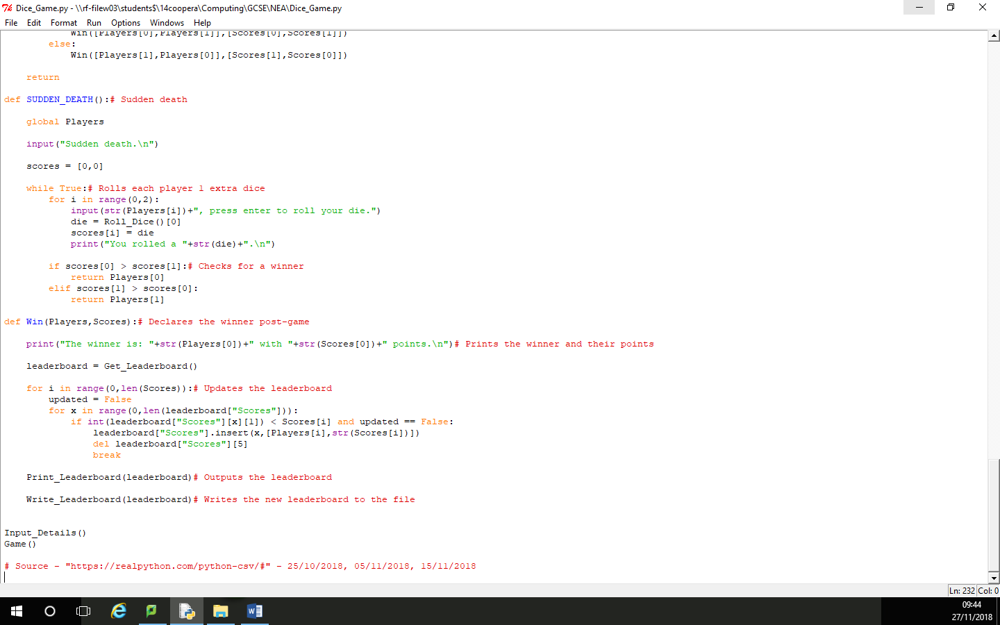 Dice_Game.py - \\rf-filew03\students$\14coopera\Computing\GCSE\NEA\Dice_Game.py
File Edit Format Run Options Windows Help
Win([Players[0],Players[1]],[Scores[0],Scores[1]])
else:
Win([Players[1],Players[0]],[Scores[1],Scores[0]])
return
def SUDDEN_DEATH():# Sudden death
global Players
input("Sudden death.\n")
scores = [0,0]
while True:# Rolls each player 1 extra dice
for i in range(0,2):
input(str(Players[i])+", press enter to roll your die.")
die = Roll_Dice()[0]
scores[i] = die
print("You rolled a "+str(die)+".\n")
if scores[0] > scores[1]:# Checks for a winner
return Players[0]
elif scores[1] > scores[0]:
return Players[1]
def Win(Players,Scores):# Declares the winner post-game
print("The winner is: "+str(Players[0])+" with "+str(Scores[0])+" points.\n")# Prints the winner and their points
leaderboard = Get_Leaderboard()
for i in range(0,len(Scores)):# Updates the leaderboard
updated = False
for x in range(0,len(leaderboard["Scores"])):
if int(leaderboard["Scores"][x][1]) < Scores[i] and updated == False:
leaderboard["Scores"].insert(x,[Players[i],str(Scores[i])])
del leaderboard["Scores"][5]
break
Print_Leaderboard(leaderboard)# Outputs the leaderboard
Write_Leaderboard(leaderboard)# Writes the new leaderboard to the file
Input_Details()
Game()
# Source - "https://realpython.com/python-csv/#" - 25/10/2018, 05/11/2018, 15/11/2018
Ln: 232 Col: 0
09:44
27/11/2018